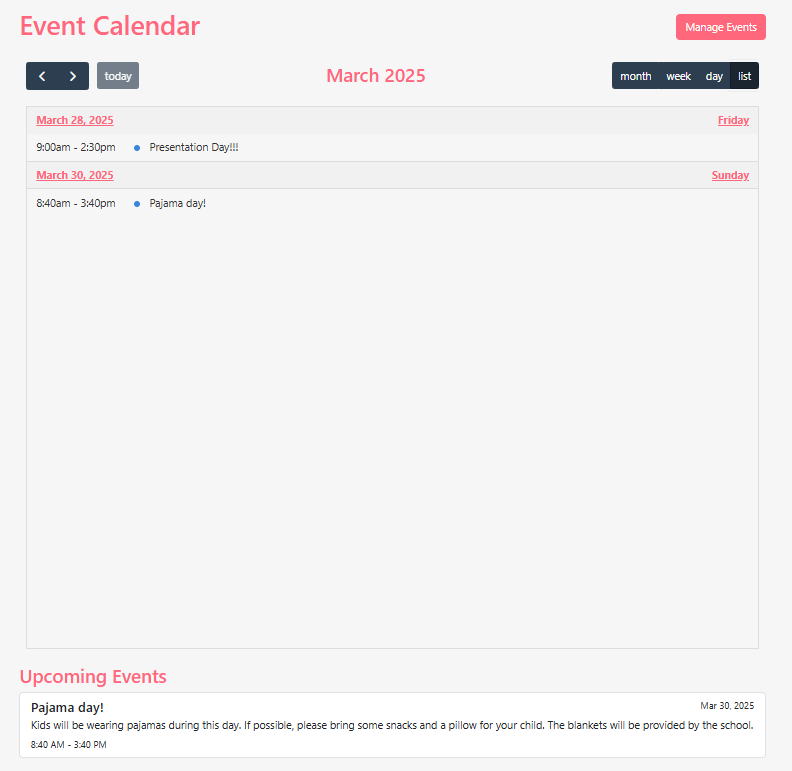 Event Calendar
Manage Events
today
March 2025
month week day list
March 28, 2025 Friday
9:00am - 2:30pm Presentation Day!!!
March 30, 2025 Sunday
8:40am - 3:40pm Pajama day!
Upcoming Events
Pajama day! Mar 30, 2025
Kids will be wearing pajamas during this day. If possible, please bring some snacks and a pillow for your child. The blankets will be provided by the school.
8:40 AM - 3:40 PM